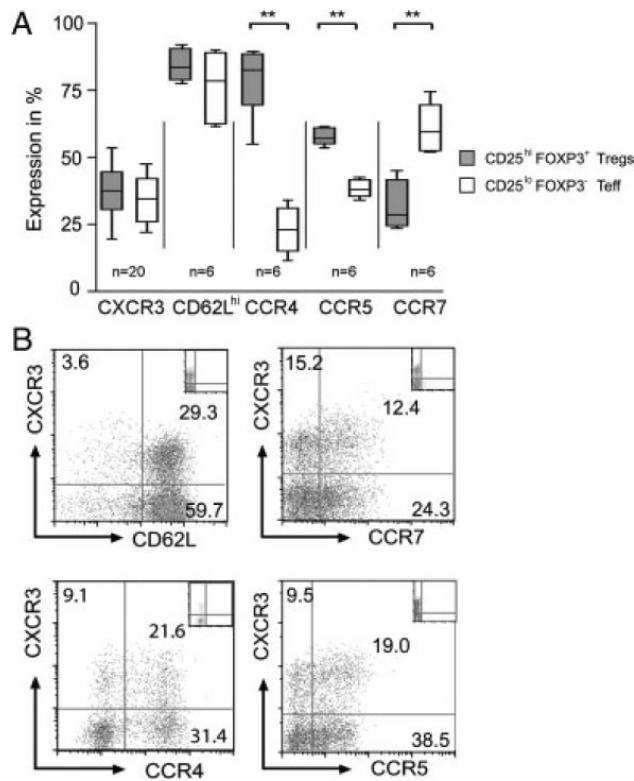 A
Expression in %
100
75
50
25
0
** ** **
n=20 n=6 n=6 n=6 n=6
CXCR3 CD62Lhi CCR4 CCR5 CCR7
CD25hi FOXP3+ Tregs
CD25lo FOXP3- Teff
B
CXCR3
3.6
29.3
59.7
CD62L
CXCR3
15.2
12.4
24.3
CCR7
CXCR3
9.1
21.6
31.4
CCR4
CXCR3
9.5
19.0
38.5
CCR5